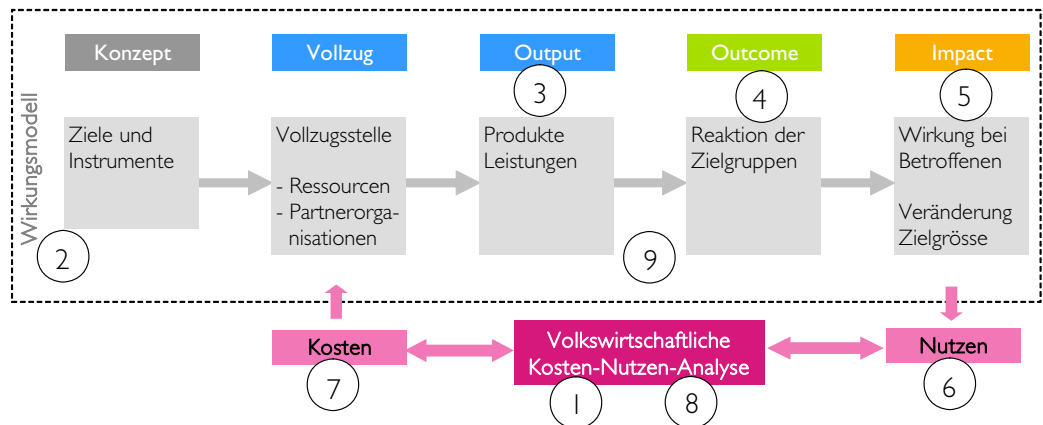 Konzept
Vollzug
Output
Outcome
Impact
3
4
5
Wirkungsmodell
Ziele und
Instrumente
Vollzugsstelle
- Ressourcen
- Partnerorga-
nisationen
Produkte
Leistungen
Reaktion der
Zielgruppen
Wirkung bei
Betroffenen
Veränderung
Zielgrösse
2
9
Kosten
7
Volkswirtschaftliche
Kosten-Nutzen-Analyse
1
8
Nutzen
6